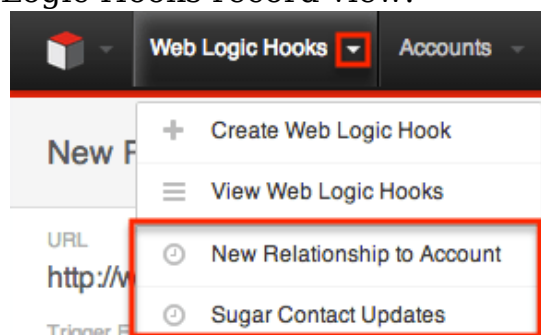 Logic Hooks record view:
Web Logic Hooks Accounts
Create Web Logic Hook
New
View Web Logic Hooks
URL
New Relationship to Account
Sugar Contact Updates
Trigger